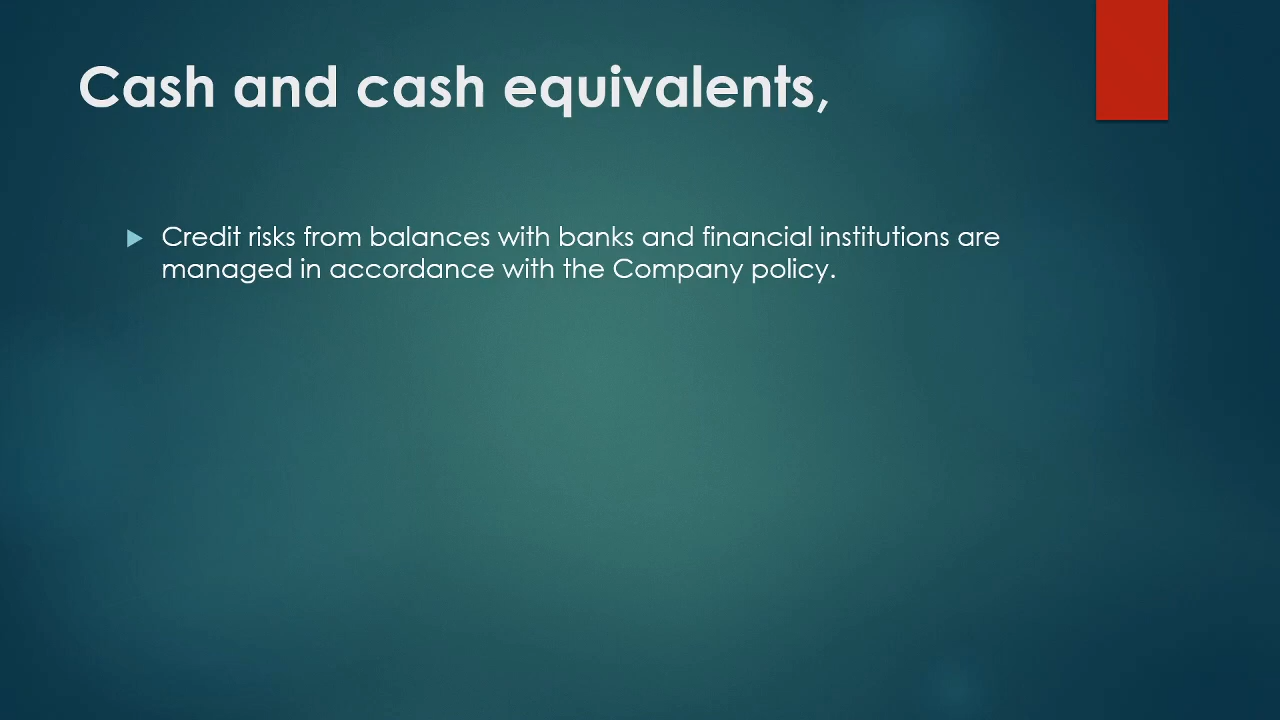 Cash and cash equivalents,
Credit risks from balances with banks and financial institutions are
managed in accordance with the Company policy.